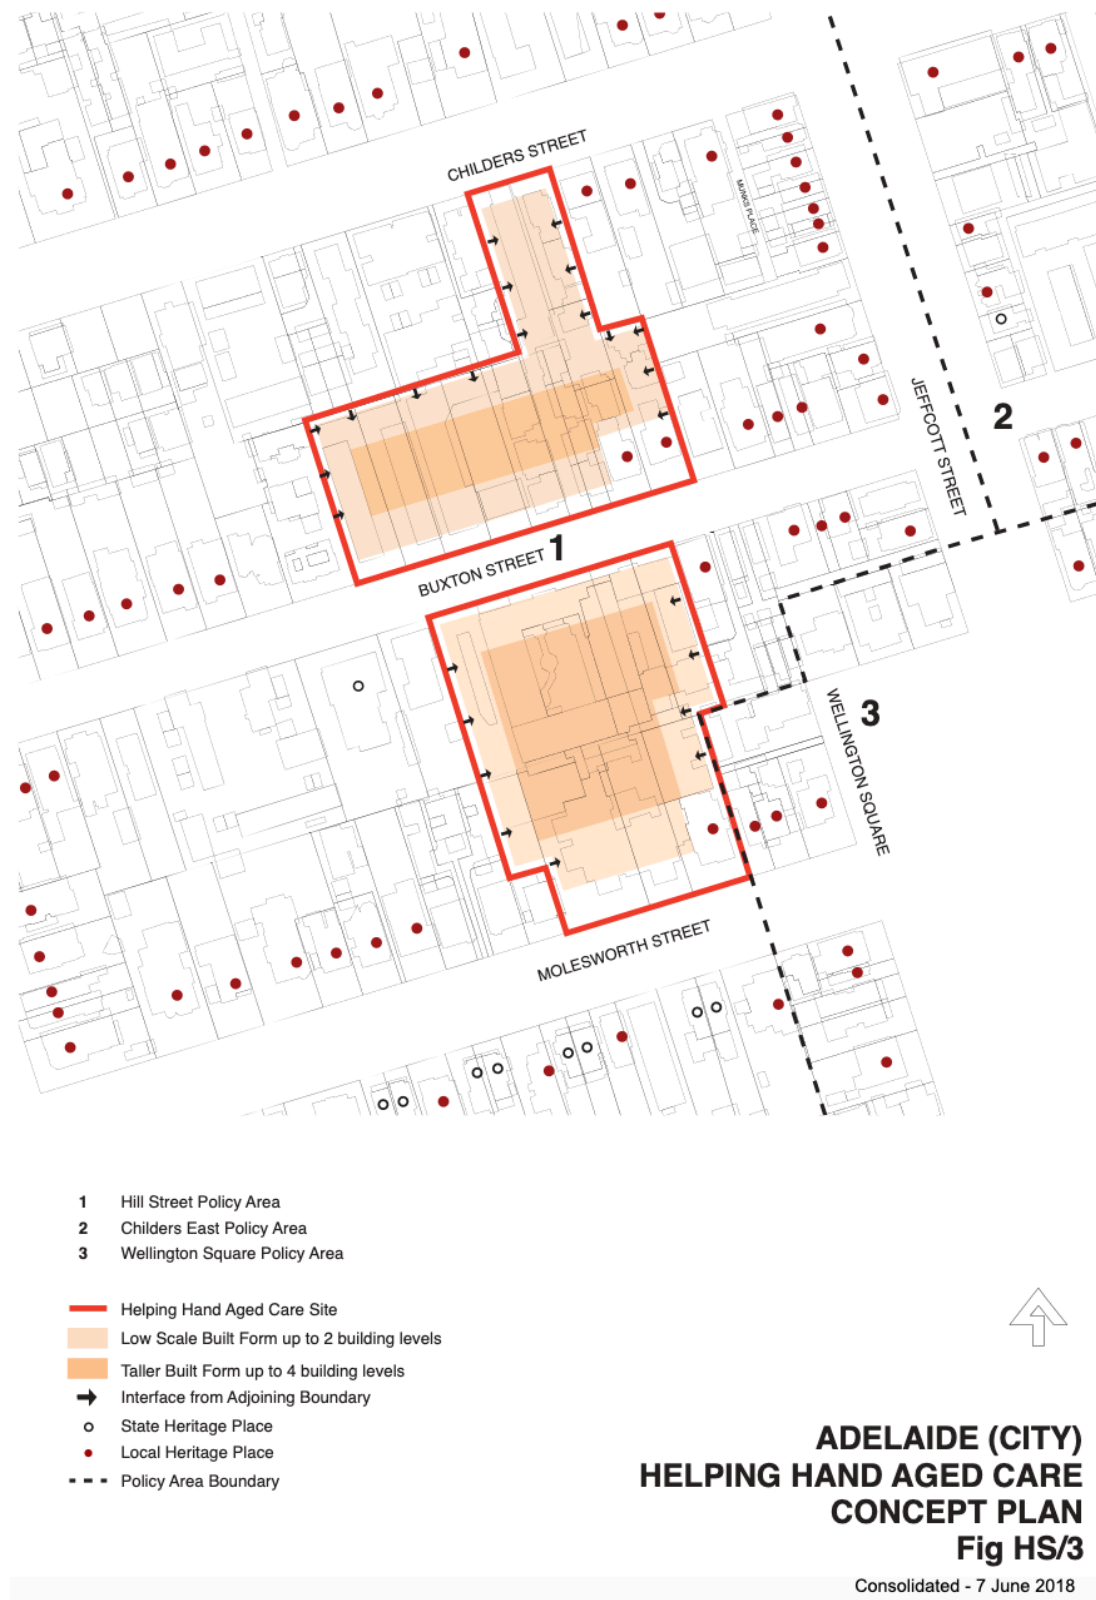 CHILDERS STREET
MUNKS PLACE
JEFFCOTT STREET
2
BUXTON STREET
1
3
WELLINGTON SQUARE
MOLESWORTH STREET
1 Hill Street Policy Area
2 Childers East Policy Area
3 Wellington Square Policy Area
Helping Hand Aged Care Site
Low Scale Built Form up to 2 building levels
Taller Built Form up to 4 building levels
Interface from Adjoining Boundary
State Heritage Place
Local Heritage Place
Policy Area Boundary
ADELAIDE (CITY)
HELPING HAND AGED CARE
CONCEPT PLAN
Fig HS/3
Consolidated - 7 June 2018